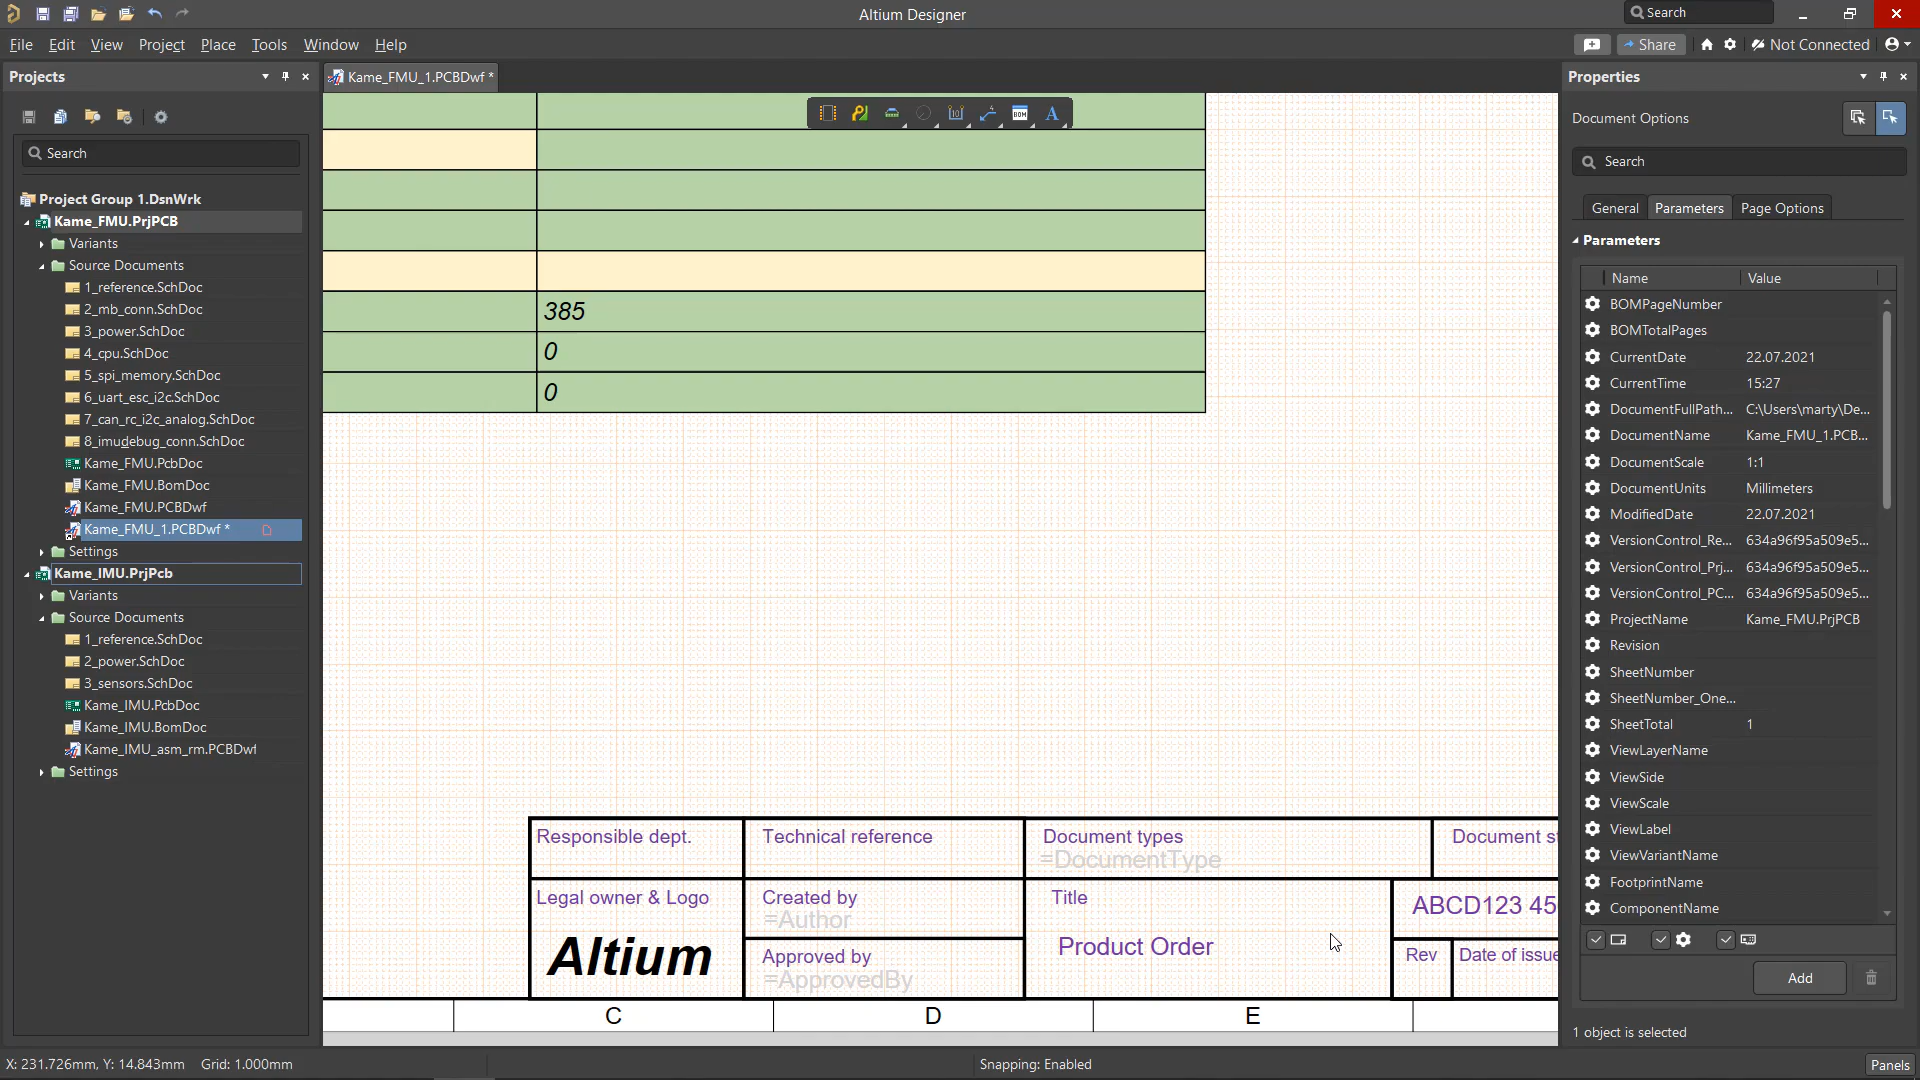 Altium Designer
Search
File Edit View Project Place Tools Window Help
Share
Not Connected
Projects
Kame_FMU_1.PCBDwf *
Properties
Document Options
Search
Search
General Parameters Page Options
Project Group 1.DsnWrk
Kame_FMU.PrjPCB
Variants
Source Documents
1_reference.SchDoc
2_mb_conn.SchDoc
3_power.SchDoc
4_cpu.SchDoc
5_spi_memory.SchDoc
6_uart_esc_i2c.SchDoc
7_can_rc_i2c_analog.SchDoc
8_imudebug_conn.SchDoc
Kame_FMU.PcbDoc
Kame_FMU.BomDoc
Kame_FMU.PCBDwf
Kame_FMU_1.PCBDwf *
Settings
Kame_IMU.PrjPcb
Variants
Source Documents
1_reference.SchDoc
2_power.SchDoc
3_sensors.SchDoc
Kame_IMU.PcbDoc
Kame_IMU.BomDoc
Kame_IMU_asm_rm.PCBDwf
Settings
BOM
A
385
0
0
Responsible dept.
Technical reference
Document types
=DocumentType
Document st
Legal owner & Logo
Altium
Created by
=Author
Approved by
=ApprovedBy
Title
Product Order
ABCD123 45
Rev
Date of issue
C D E
Parameters
Name Value
BOMPageNumber
BOMTotalPages
CurrentDate 22.07.2021
CurrentTime 15:27
DocumentFullPath... C:\Users\marty\De...
DocumentName Kame_FMU_1.PCB...
DocumentScale 1:1
DocumentUnits Millimeters
ModifiedDate 22.07.2021
VersionControl_Re... 634a96f95a509e5...
VersionControl_Prj... 634a96f95a509e5...
VersionControl_PC... 634a96f95a509e5...
ProjectName Kame_FMU.PrjPCB
Revision
SheetNumber
SheetNumber_One...
SheetTotal 1
ViewLayerName
ViewSide
ViewScale
ViewLabel
ViewVariantName
FootprintName
ComponentName
Add
1 object is selected
X: 231.726mm, Y: 14.843mm Grid: 1.000mm
Snapping: Enabled
Panels